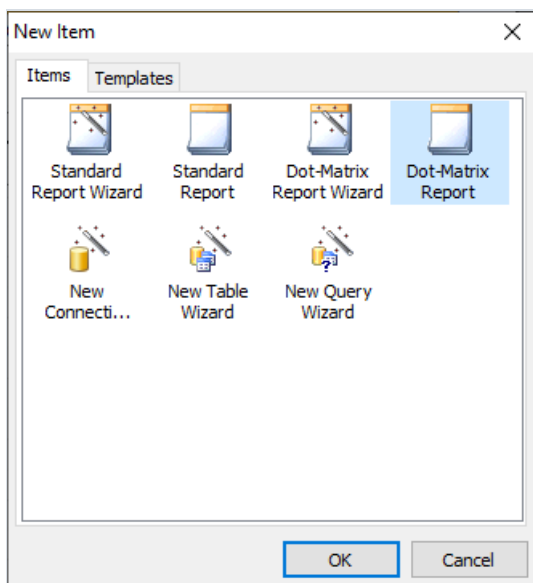 New Item
Items Templates
Standard Standard Dot-Matrix Dot-Matrix
Report Wizard Report Report Wizard Report
New New Table New Query
Connecti... Wizard Wizard
OK Cancel